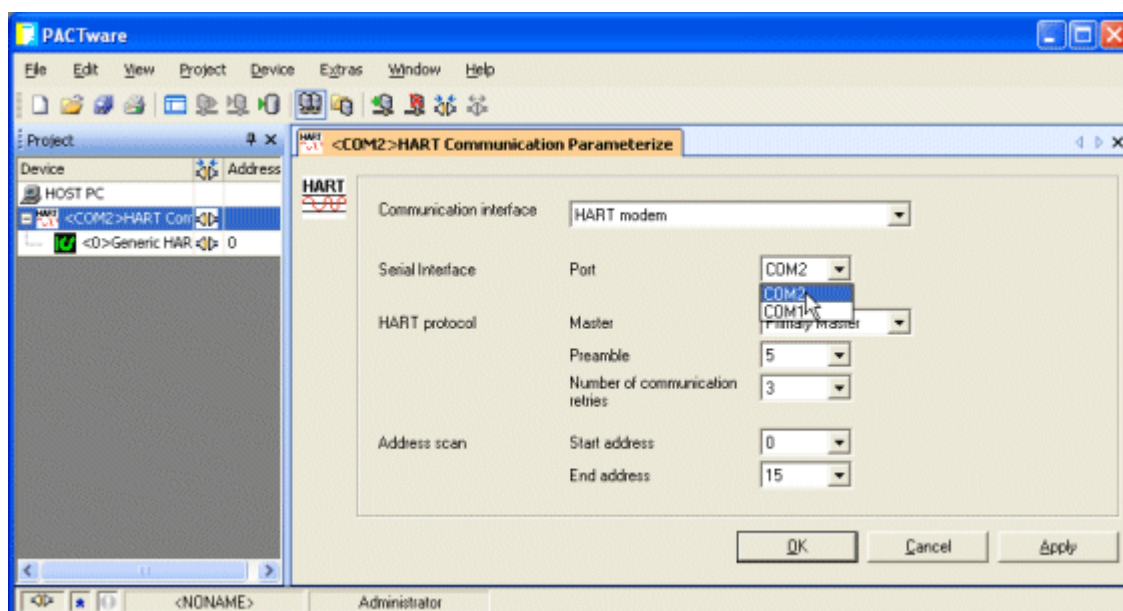 PACTware
File Edit View Project Device Extras Window Help
Project
<COM2>HART Communication Parameterize
Device Address
HOST PC
<COM2>HART Com
<0>Generic HAR 0
HART
Communication interface HART modem
Serial Interface Port COM2
COM2
COM1
HART protocol Master Primary Master
Preamble 5
Number of communication
retries 3
Address scan Start address 0
End address 15
OK Cancel Apply
<NONAME> Administrator